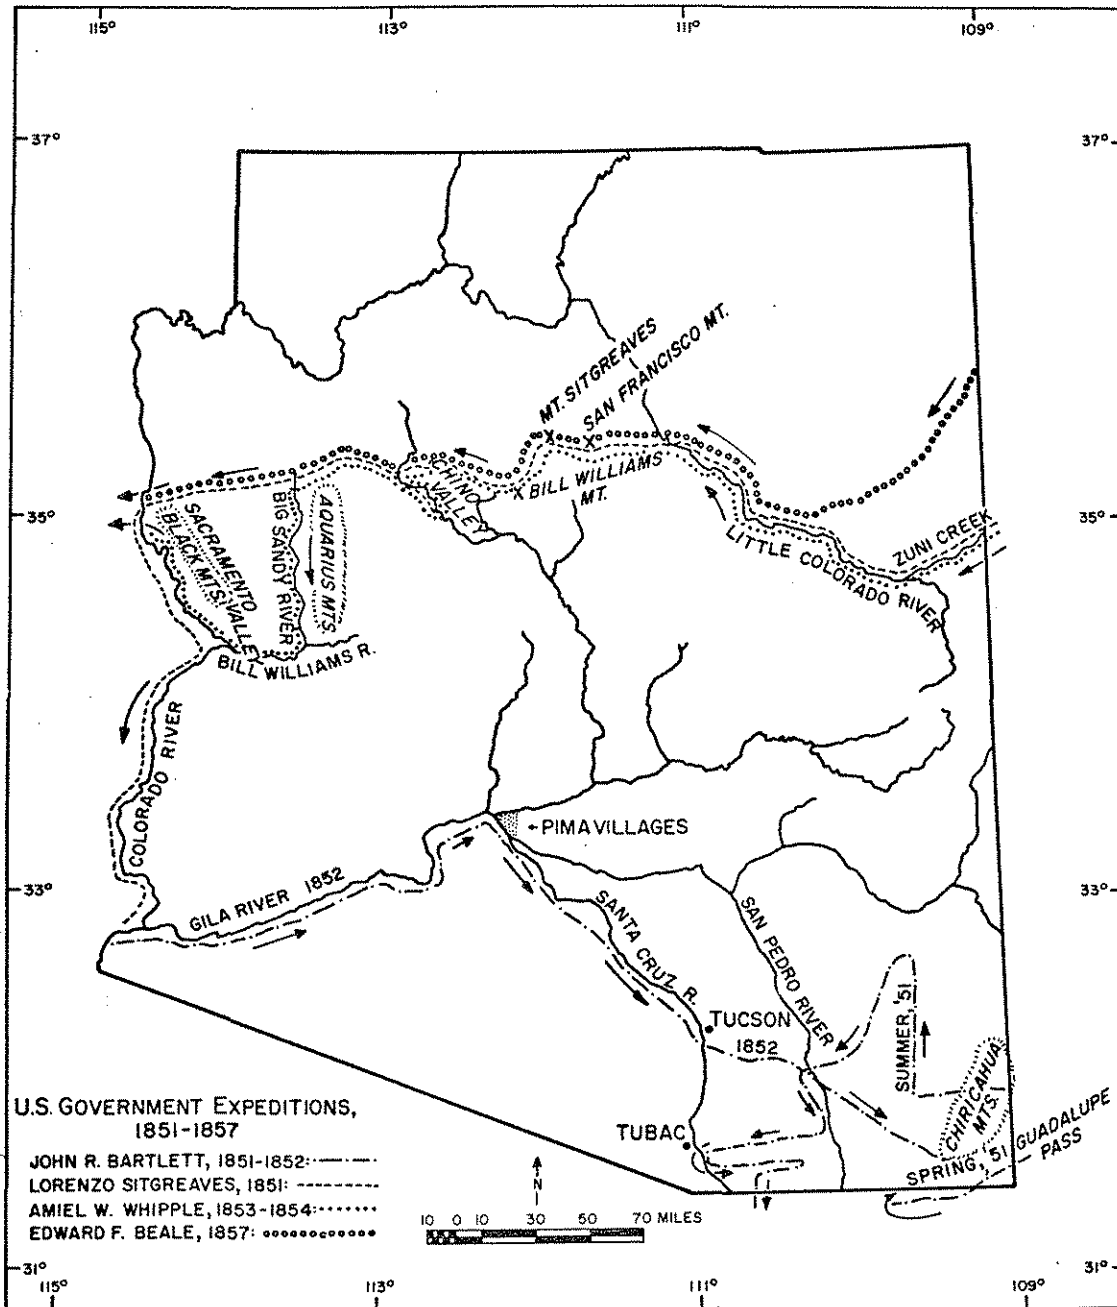 115°
113°
111°
109°
37°
37°
MT. SITGREAVES
SAN FRANCISCO MT.
BILL WILLIAMS
MT.
CHINO
VALLEY
35°
35°
SACRAMENTO
VALLEY
BLACK MTS.
BIG SANDY RIVER
AQUARIUS MTS.
LITTLE COLORADO RIVER
ZUNI CREEK
BILL WILLIAMS R.
COLORADO RIVER
PIMA VILLAGES
33°
33°
GILA RIVER 1852
SANTA CRUZ R.
SAN PEDRO RIVER
TUCSON
1852
SUMMER, '51
CHIRICAHUA
MTS.
TUBAC
SPRING, '51
GUADALUPE
PASS
U.S. GOVERNMENT EXPEDITIONS,
1851-1857
JOHN R. BARTLETT, 1851-1852:
LORENZO SITGREAVES, 1851:
AMIEL W. WHIPPLE, 1853-1854:
EDWARD F. BEALE, 1857:
N
10 0 10 30 50 70 MILES
31°
31°
115°
113°
111°
109°